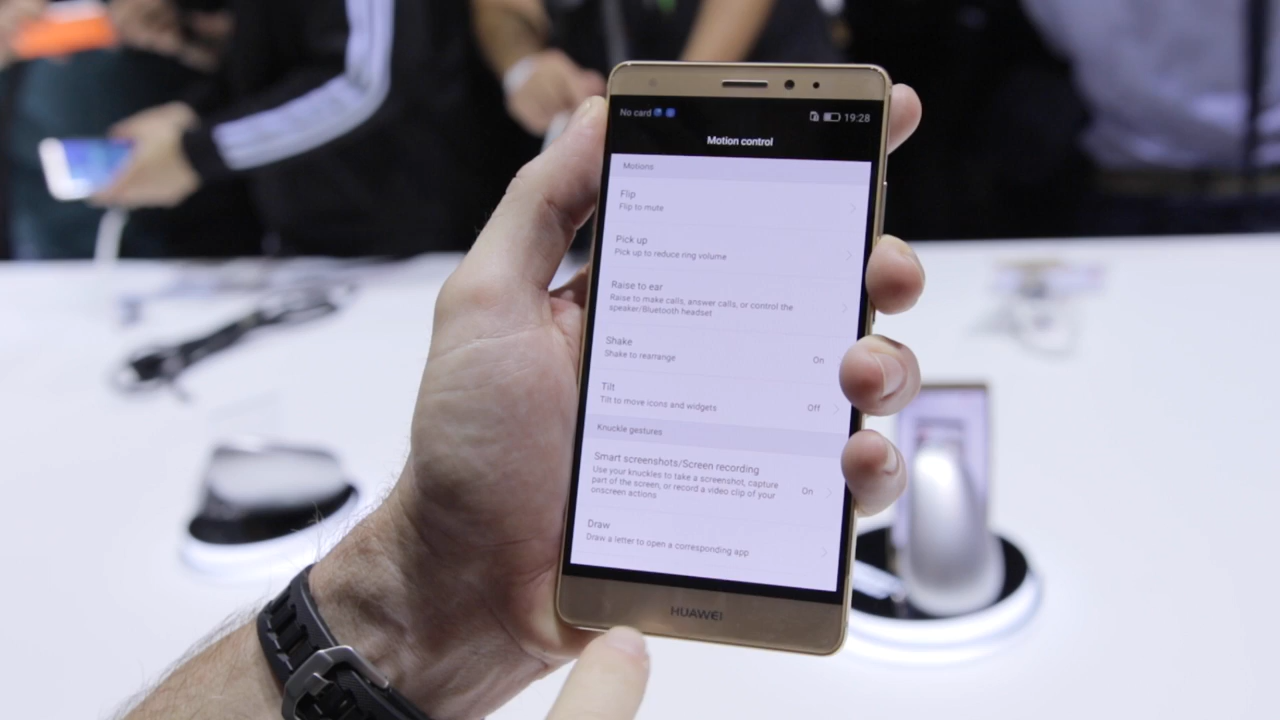 No card
19:28
Motion control
Motions
Flip
Flip to mute
Pick up
Pick up to reduce ring volume
Raise to ear
Raise to make calls, answer calls, or control the
speaker/Bluetooth headset
Shake
Shake to rearrange
On
Tilt
Tilt to move icons and widgets
Off
Knuckle gestures
Smart screenshots/Screen recording
Use your knuckles to take a screenshot, capture
part of the screen, or record a video clip of your
onscreen actions
On
Draw
Draw a letter to open a corresponding app
HUAWEI